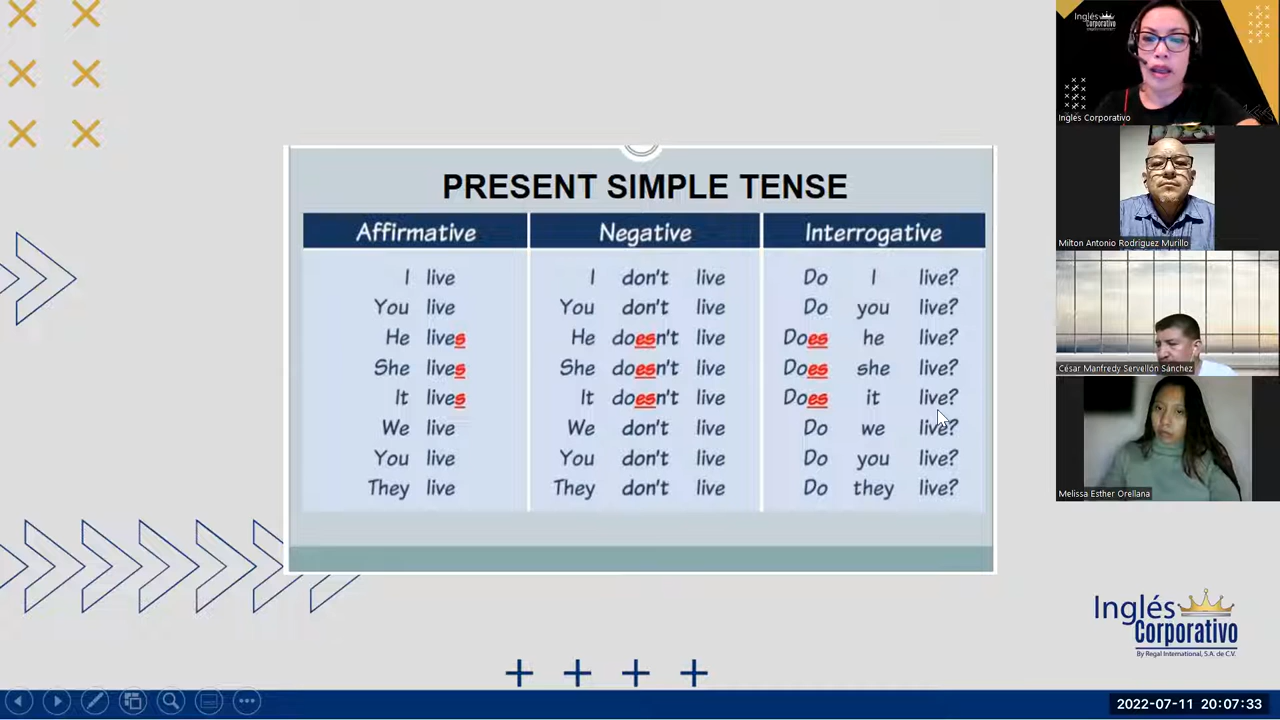 PRESENT SIMPLE TENSE
Affirmative Negative Interrogative
I live I don't live Do I live?
You live You don't live Do you live?
He lives He doesn't live Does he live?
She lives She doesn't live Does she live?
It lives It doesn't live Does it live?
We live We don't live Do we live?
You live You don't live Do you live?
They live They don't live Do they live?
Inglés
Corporativo
Inglés Corporativo
Milton Antonio Rodriguez Murillo
César Manfredy Servellón Sánchez
Melissa Esther Orellana
Inglés
Corporativo
By Regal International, S.A. de C.V.
2022-07-11 20:07:33